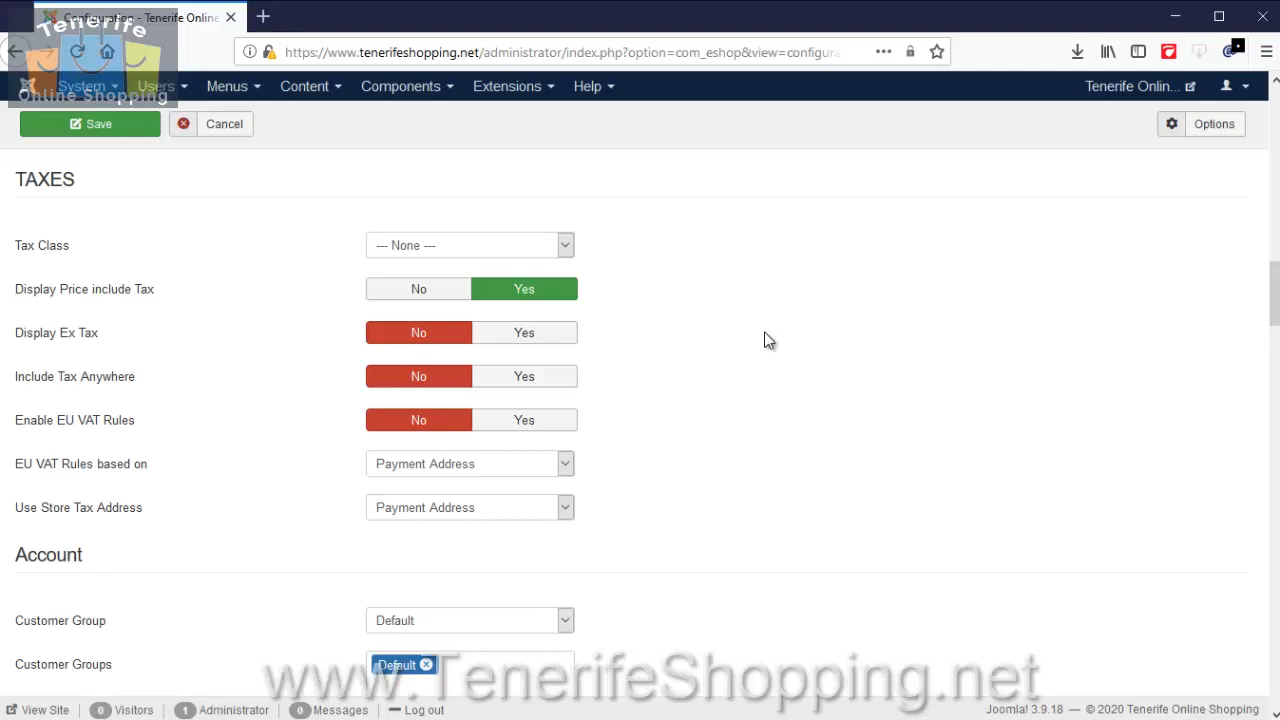 Configuration - Tenerife Online
Tenerife
Online Shopping
https://www.tenerifeshopping.net/administrator/index.php?option=com_eshop&view=configura
System Users Menus Content Components Extensions Help Tenerife Onlin...
Save Cancel Options
TAXES
Tax Class --- None ---
Display Price include Tax No Yes
Display Ex Tax No Yes
Include Tax Anywhere No Yes
Enable EU VAT Rules No Yes
EU VAT Rules based on Payment Address
Use Store Tax Address Payment Address
Account
Customer Group Default
Customer Groups Default
www.TenerifeShopping.net
View Site 0 Visitors 1 Administrator 0 Messages Log out Joomla! 3.9.18 — © 2020 Tenerife Online Shopping